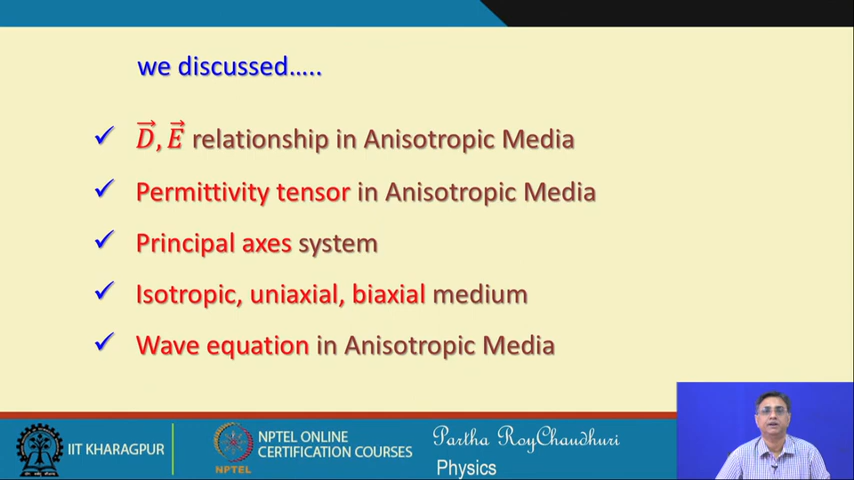 we discussed…..
✓ D⃗, E⃗ relationship in Anisotropic Media
✓ Permittivity tensor in Anisotropic Media
✓ Principal axes system
✓ Isotropic, uniaxial, biaxial medium
✓ Wave equation in Anisotropic Media
IIT KHARAGPUR
NPTEL
NPTEL ONLINE
CERTIFICATION COURSES
Partha RoyChaudhuri
Physics